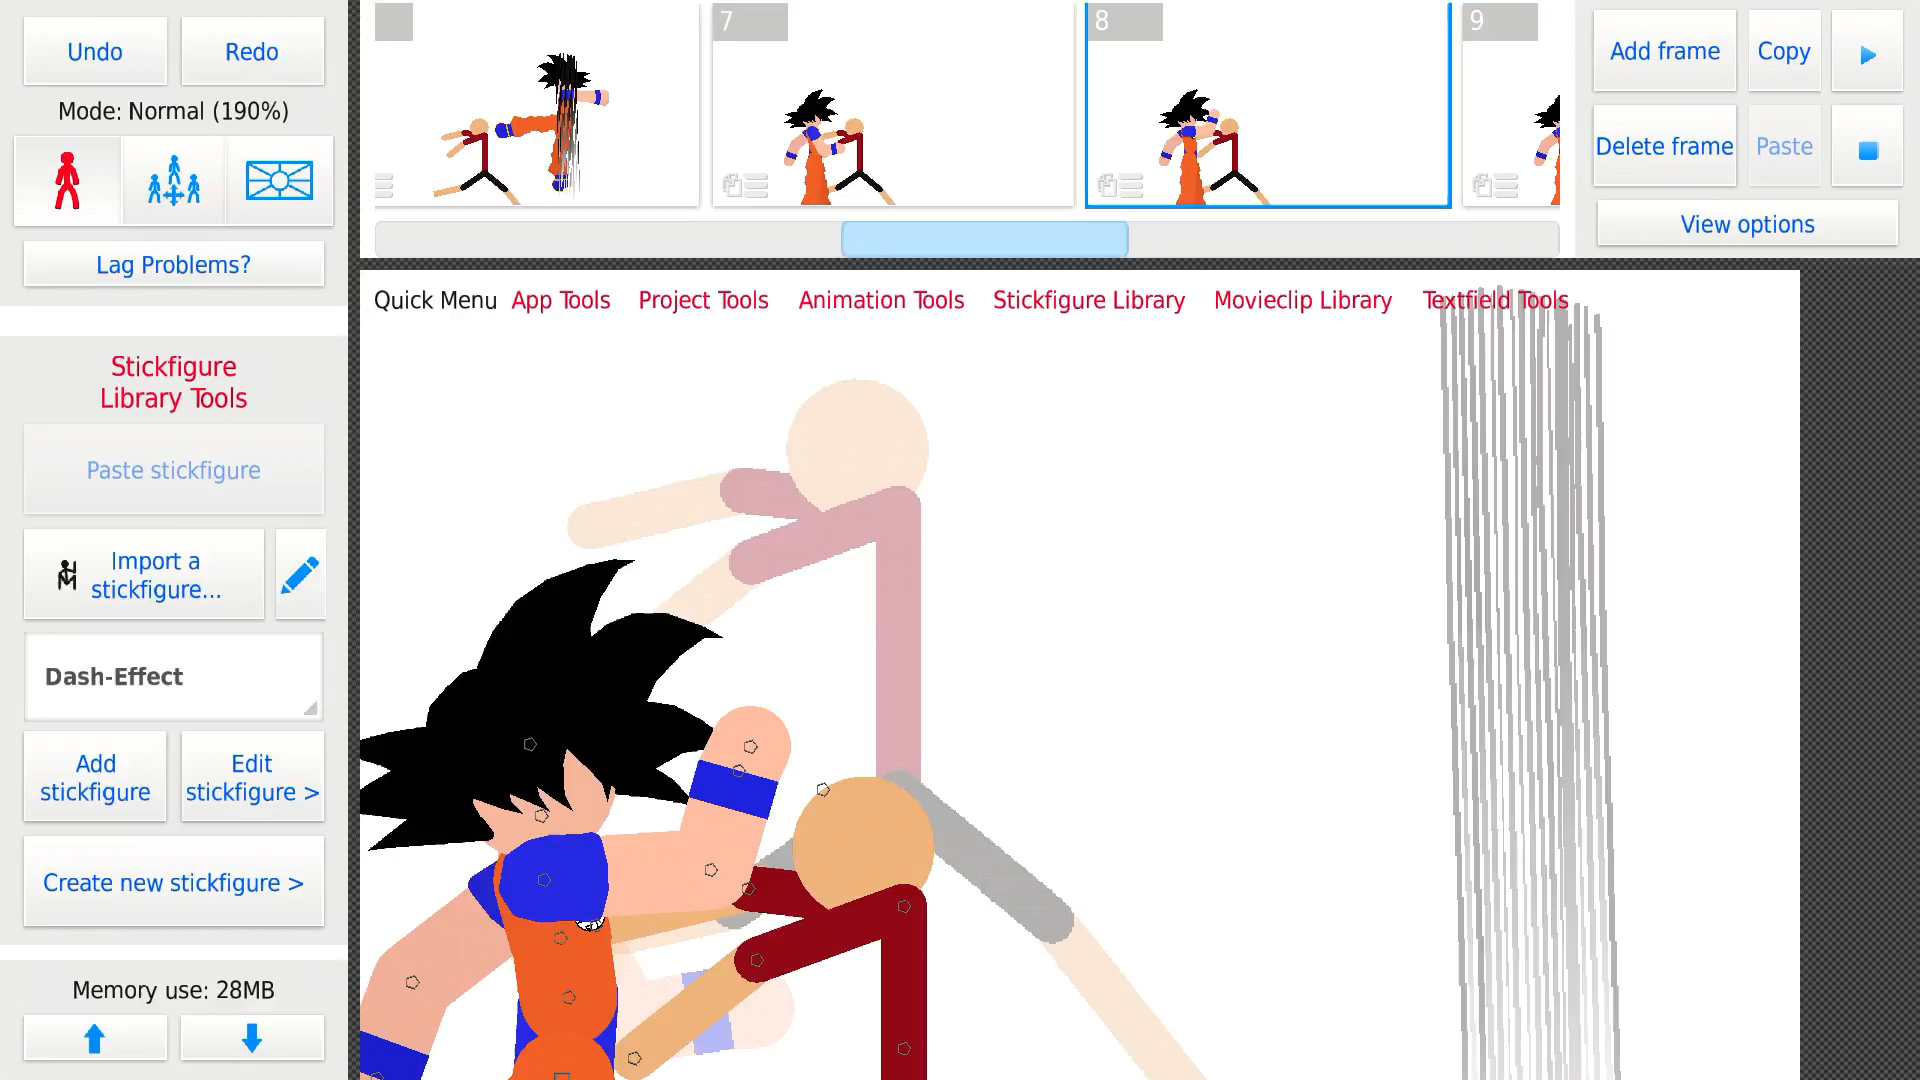 Undo
Redo
Mode: Normal (190%)
Lag Problems?
7
8
9
Add frame
Copy
Delete frame
Paste
View options
Quick Menu
App Tools
Project Tools
Animation Tools
Stickfigure Library
Movieclip Library
Textfield Tools
Stickfigure
Library Tools
Paste stickfigure
Import a
stickfigure...
Dash-Effect
Add
stickfigure
Edit
stickfigure >
Create new stickfigure >
Memory use: 28MB